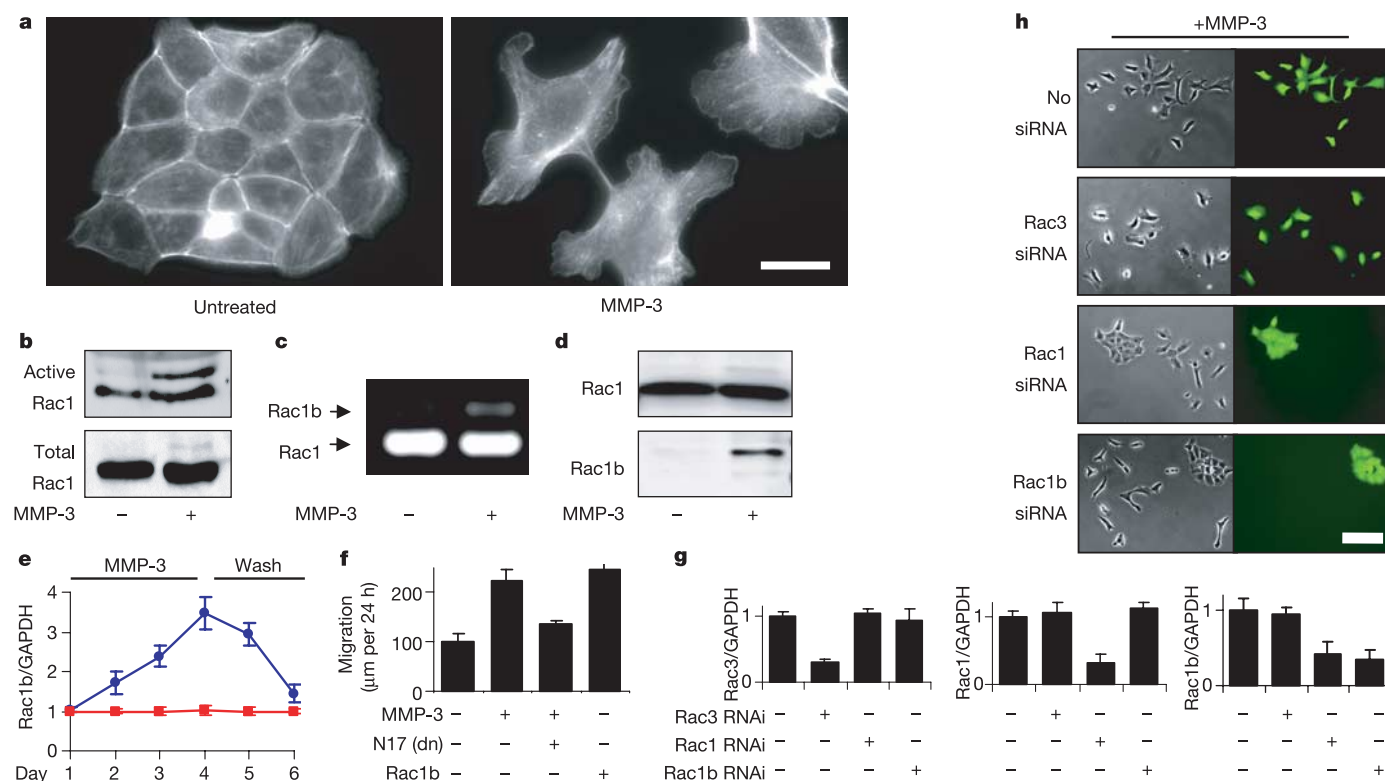 a
Untreated
MMP-3
b
Active
Rac1
Total
Rac1
MMP-3 – +
c
Rac1b
Rac1
MMP-3 – +
d
Rac1
Rac1b
MMP-3 – +
e
MMP-3 Wash
Rac1b/GAPDH
4
3
2
1
0
Day 1 2 3 4 5 6
f
Migration
(µm per 24 h)
200
100
0
MMP-3 – + + –
N17 (dn) – – + –
Rac1b – – – +
g
Rac3/GAPDH
1
0
Rac1/GAPDH
1
0
Rac1b/GAPDH
1
0
Rac3 RNAi – + – – – + – – – + – –
Rac1 RNAi – – + – – – + – – – + –
Rac1b RNAi – – – + – – – + – – – +
h
+MMP-3
No
siRNA
Rac3
siRNA
Rac1
siRNA
Rac1b
siRNA